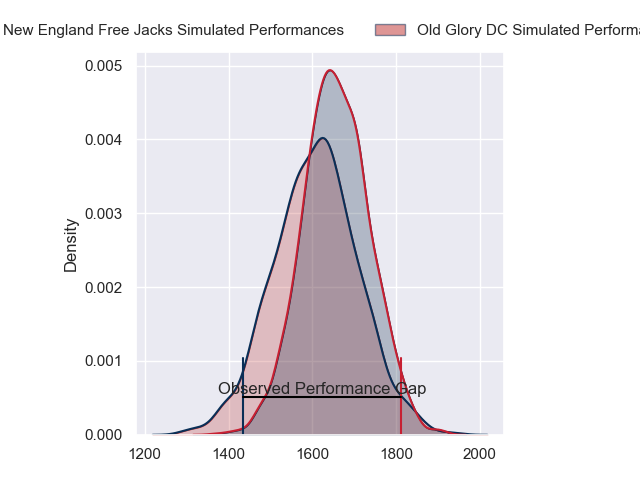 New England Free Jacks Simulated Performances
Old Glory DC Simulated
0.005
0.004
0.003
0.002
0.001
0.000
Density
Observed Performance Gap
1200 1400 1600 1800 2000